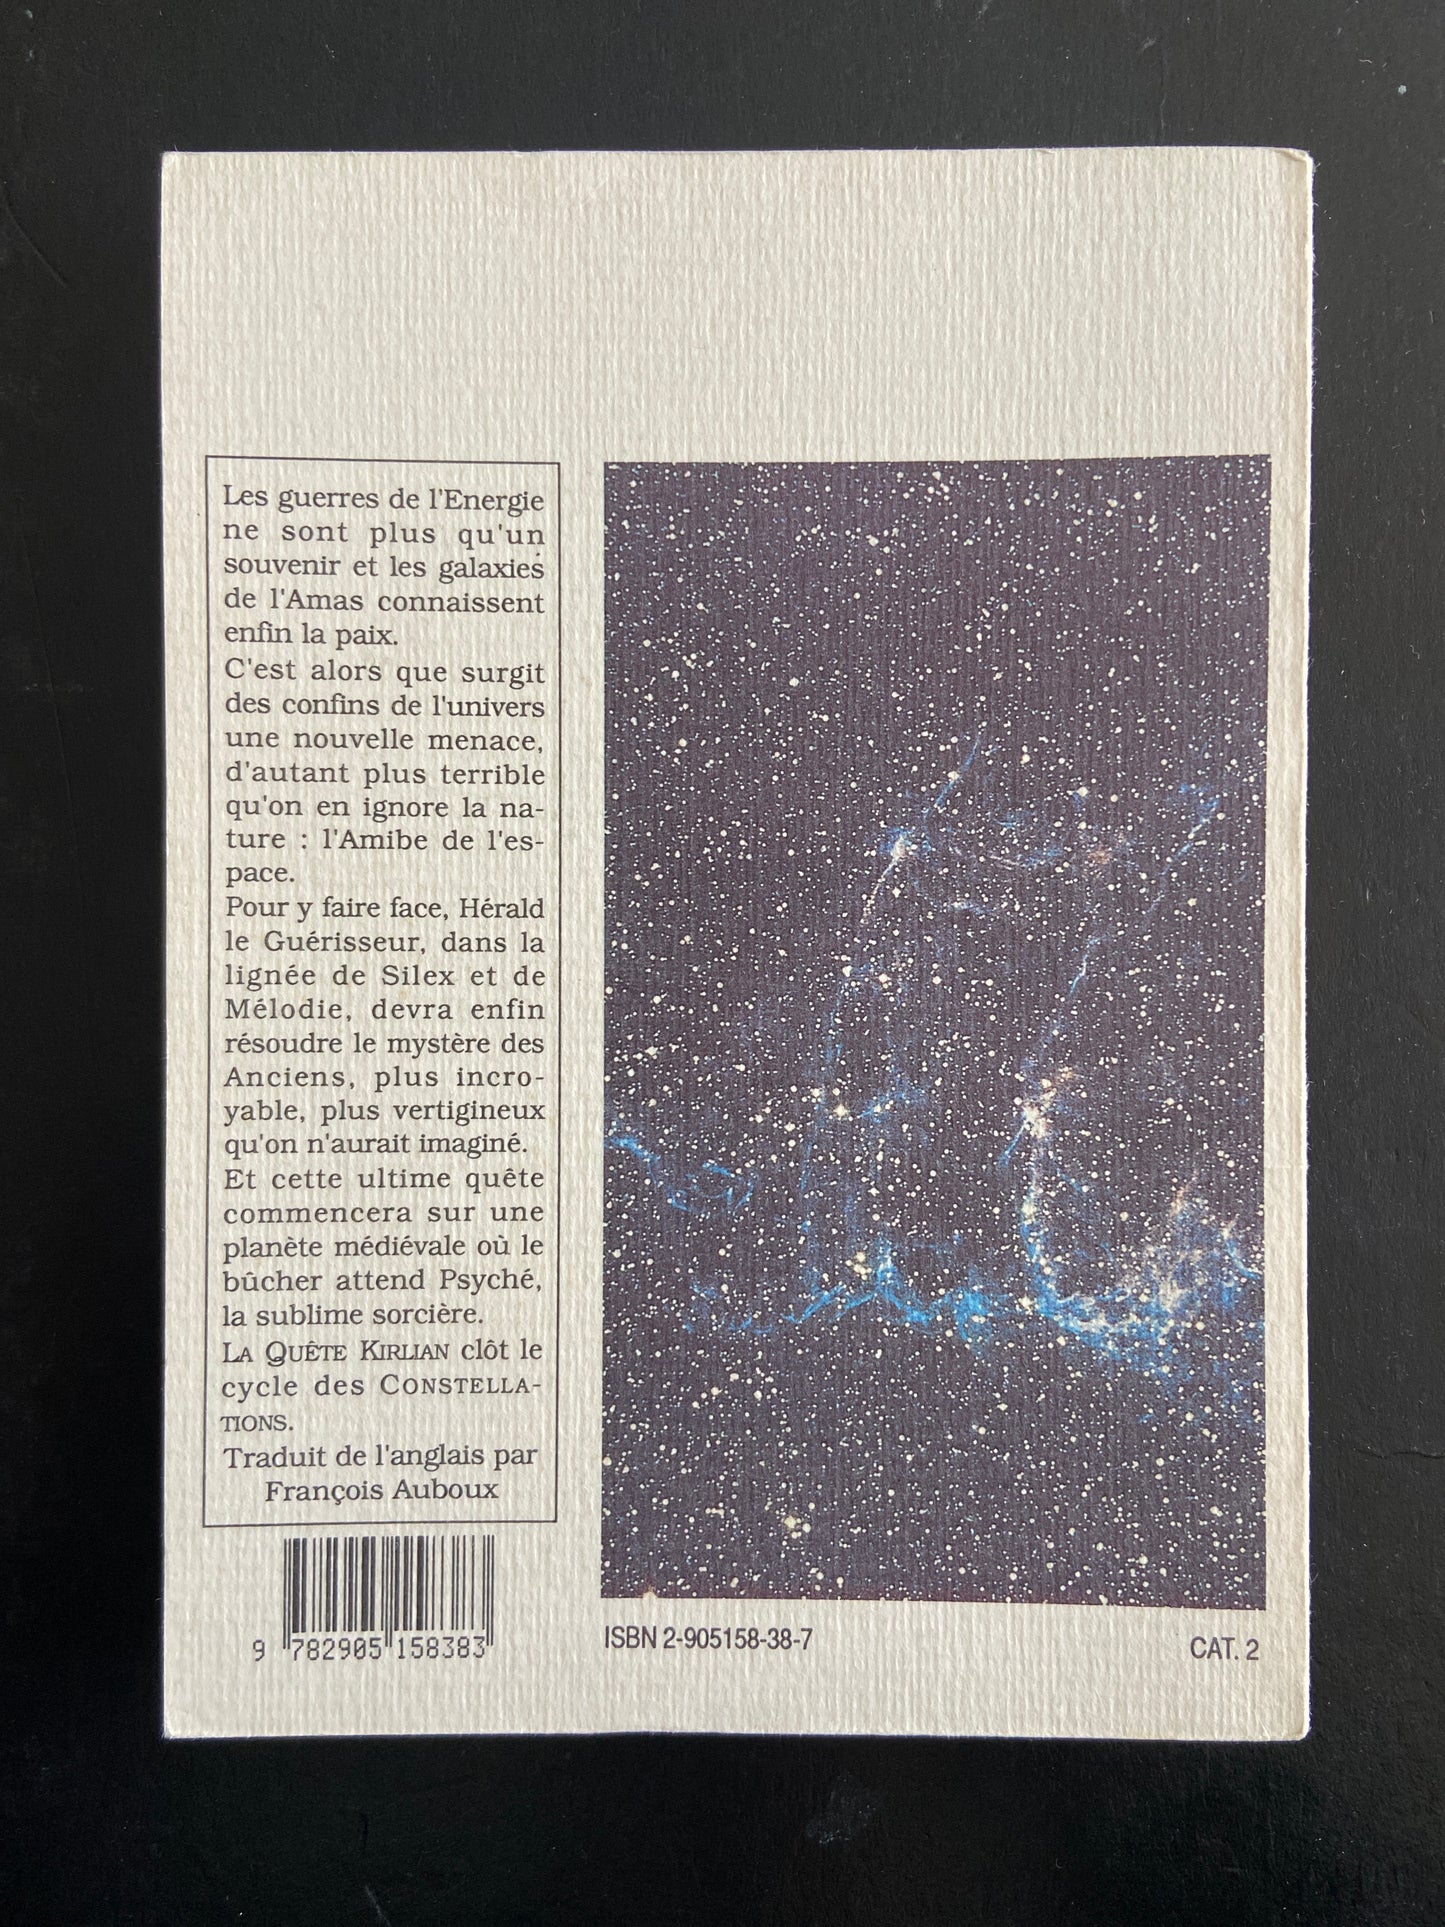 Les guerres de l'Energie
ne sont plus qu'un
souvenir et les galaxies
de l'Amas connaissent
enfin la paix.
C'est alors que surgit
des confins de l'univers
une nouvelle menace,
d'autant plus terrible
qu'on en ignore la na-
ture : l'Amibe de l'es-
pace.
Pour y faire face, Hérald
le Guérisseur, dans la
lignée de Silex et de
Mélodie, devra enfin
résoudre le mystère des
Anciens, plus incro-
yable, plus vertigineux
qu'on n'aurait imaginé.
Et cette ultime quête
commencera sur une
planète médiévale où le
bûcher attend Psyché,
la sublime sorcière.
LA QUÊTE KIRLIAN clôt le
cycle des CONSTELLA-
TIONS.
Traduit de l'anglais par
François Auboux
9 782905 158383
ISBN 2-905158-38-7
CAT. 2